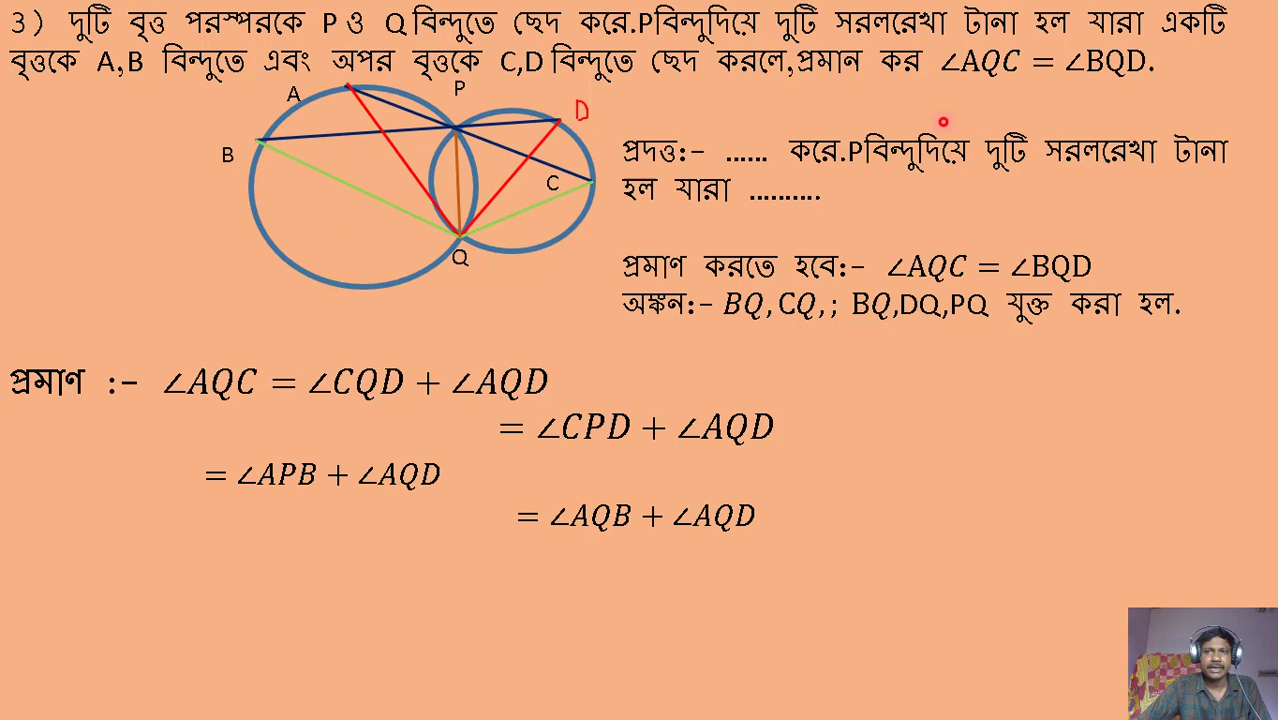 3) দুটি বৃত্ত পরস্পরকে P ও Q বিন্দুতে ছেদ করে.Pবিন্দুদিয়ে দুটি সরলরেখা টানা হল যারা একটি
বৃত্তকে A,B বিন্দুতে এবং অপর বৃত্তকে C,D বিন্দুতে ছেদ করলে,প্রমান কর ∠AQC = ∠BQD.
A
P
D
B
C
Q
প্রদত্ত:- ...... করে.Pবিন্দুদিয়ে দুটি সরলরেখা টানা
হল যারা ..........
প্রমাণ করতে হবে:- ∠AQC = ∠BQD
অঙ্কন:- BQ, CQ, ; BQ,DQ,PQ যুক্ত করা হল.
প্রমাণ :- ∠AQC = ∠CQD + ∠AQD
= ∠CPD + ∠AQD
= ∠APB + ∠AQD
= ∠AQB + ∠AQD